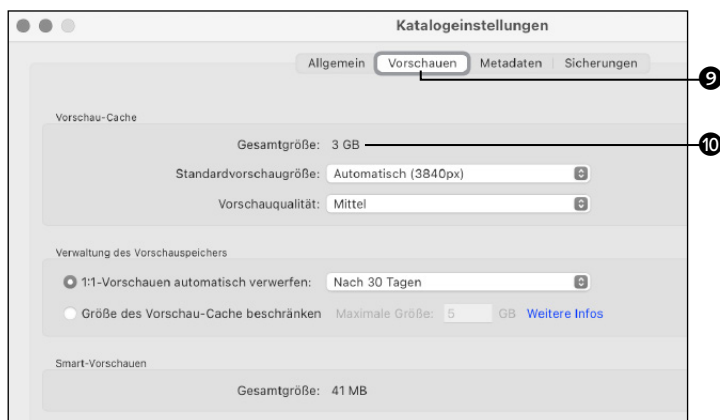 Katalogeinstellungen
Allgemein Vorschauen Metadaten Sicherungen
❾
Vorschau-Cache
Gesamtgröße: 3 GB
❿
Standardvorschaugröße: Automatisch (3840px)
Vorschauqualität: Mittel
Verwaltung des Vorschauspeichers
1:1-Vorschauen automatisch verwerfen: Nach 30 Tagen
Größe des Vorschau-Cache beschränken Maximale Größe: 5 GB Weitere Infos
Smart-Vorschauen
Gesamtgröße: 41 MB